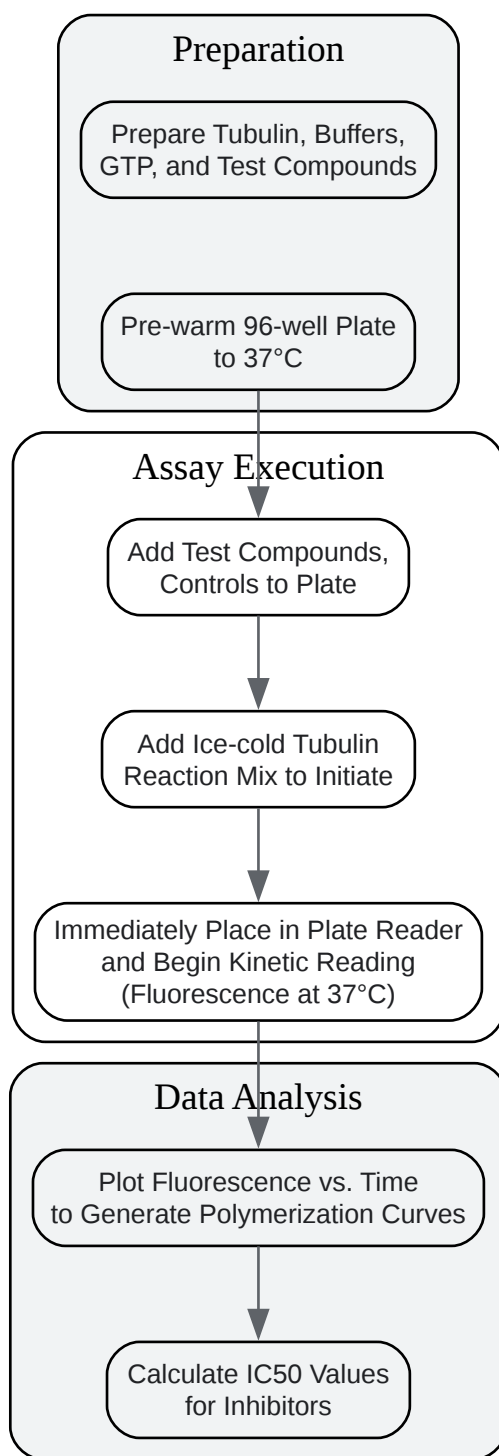 Preparation
Prepare Tubulin, Buffers,
GTP, and Test Compounds
Pre-warm 96-well Plate
to 37°C
Assay Execution
Add Test Compounds,
Controls to Plate
Add Ice-cold Tubulin
Reaction Mix to Initiate
Immediately Place in Plate Reader
and Begin Kinetic Reading
(Fluorescence at 37°C)
Data Analysis
Plot Fluorescence vs. Time
to Generate Polymerization Curves
Calculate IC50 Values
for Inhibitors